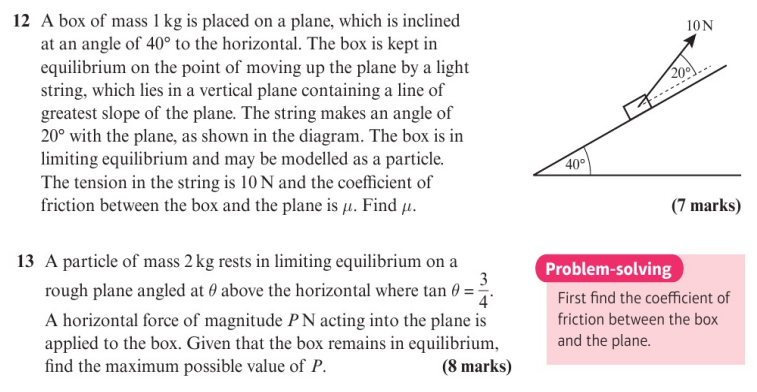 12 A box of mass 1 kg is placed on a plane, which is inclined
at an angle of 40° to the horizontal. The box is kept in
equilibrium on the point of moving up the plane by a light
string, which lies in a vertical plane containing a line of
greatest slope of the plane. The string makes an angle of
20° with the plane, as shown in the diagram. The box is in
limiting equilibrium and may be modelled as a particle.
The tension in the string is 10 N and the coefficient of
friction between the box and the plane is μ. Find μ.
(7 marks)
10 N
20°
40°
13 A particle of mass 2 kg rests in limiting equilibrium on a
rough plane angled at θ above the horizontal where tan θ = 3/4.
A horizontal force of magnitude P N acting into the plane is
applied to the box. Given that the box remains in equilibrium,
find the maximum possible value of P. (8 marks)
Problem-solving
First find the coefficient of
friction between the box
and the plane.